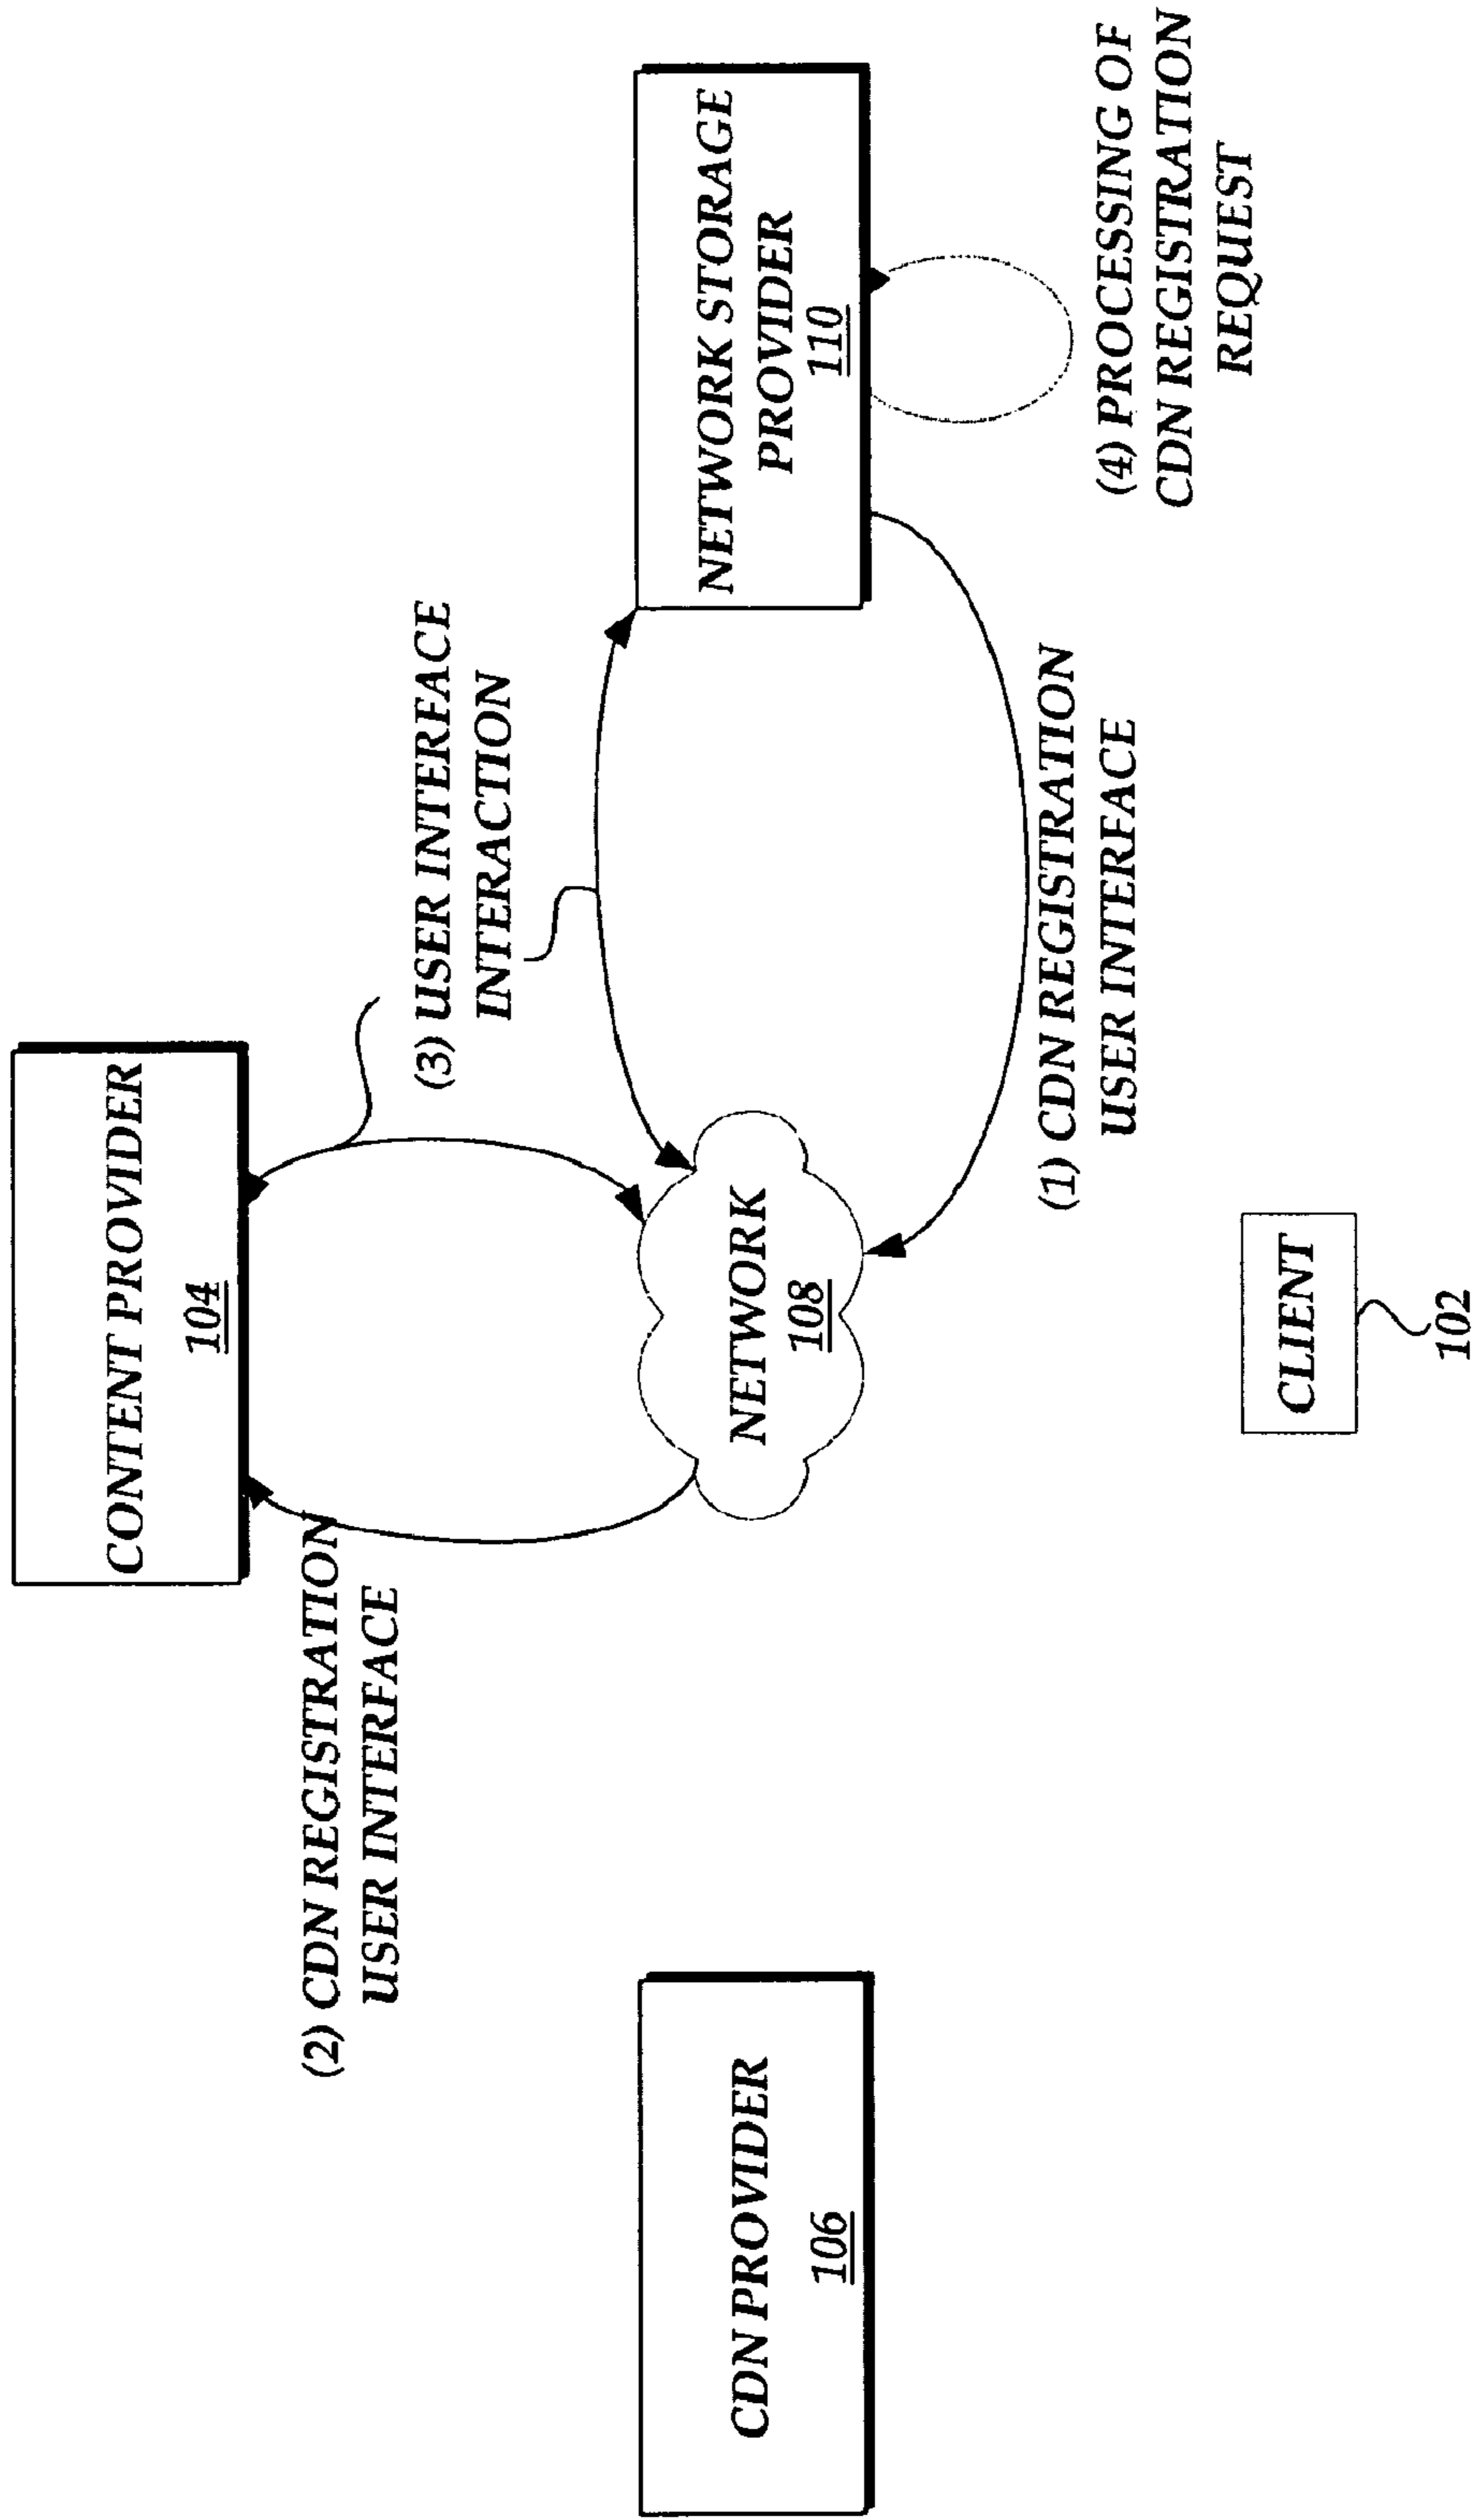 CONTENT PROVIDER
104
(2) CDN REGISTRATION
USER INTERFACE
(3) USER INTERFACE
INTERACTION
CDN PROVIDER
106
NETWORK
108
NETWORK STORAGE
PROVIDER
110
(1) CDN REGISTRATION
USER INTERFACE
(4) PROCESSING OF
CDN REGISTRATION
REQUEST
CLIENT
102